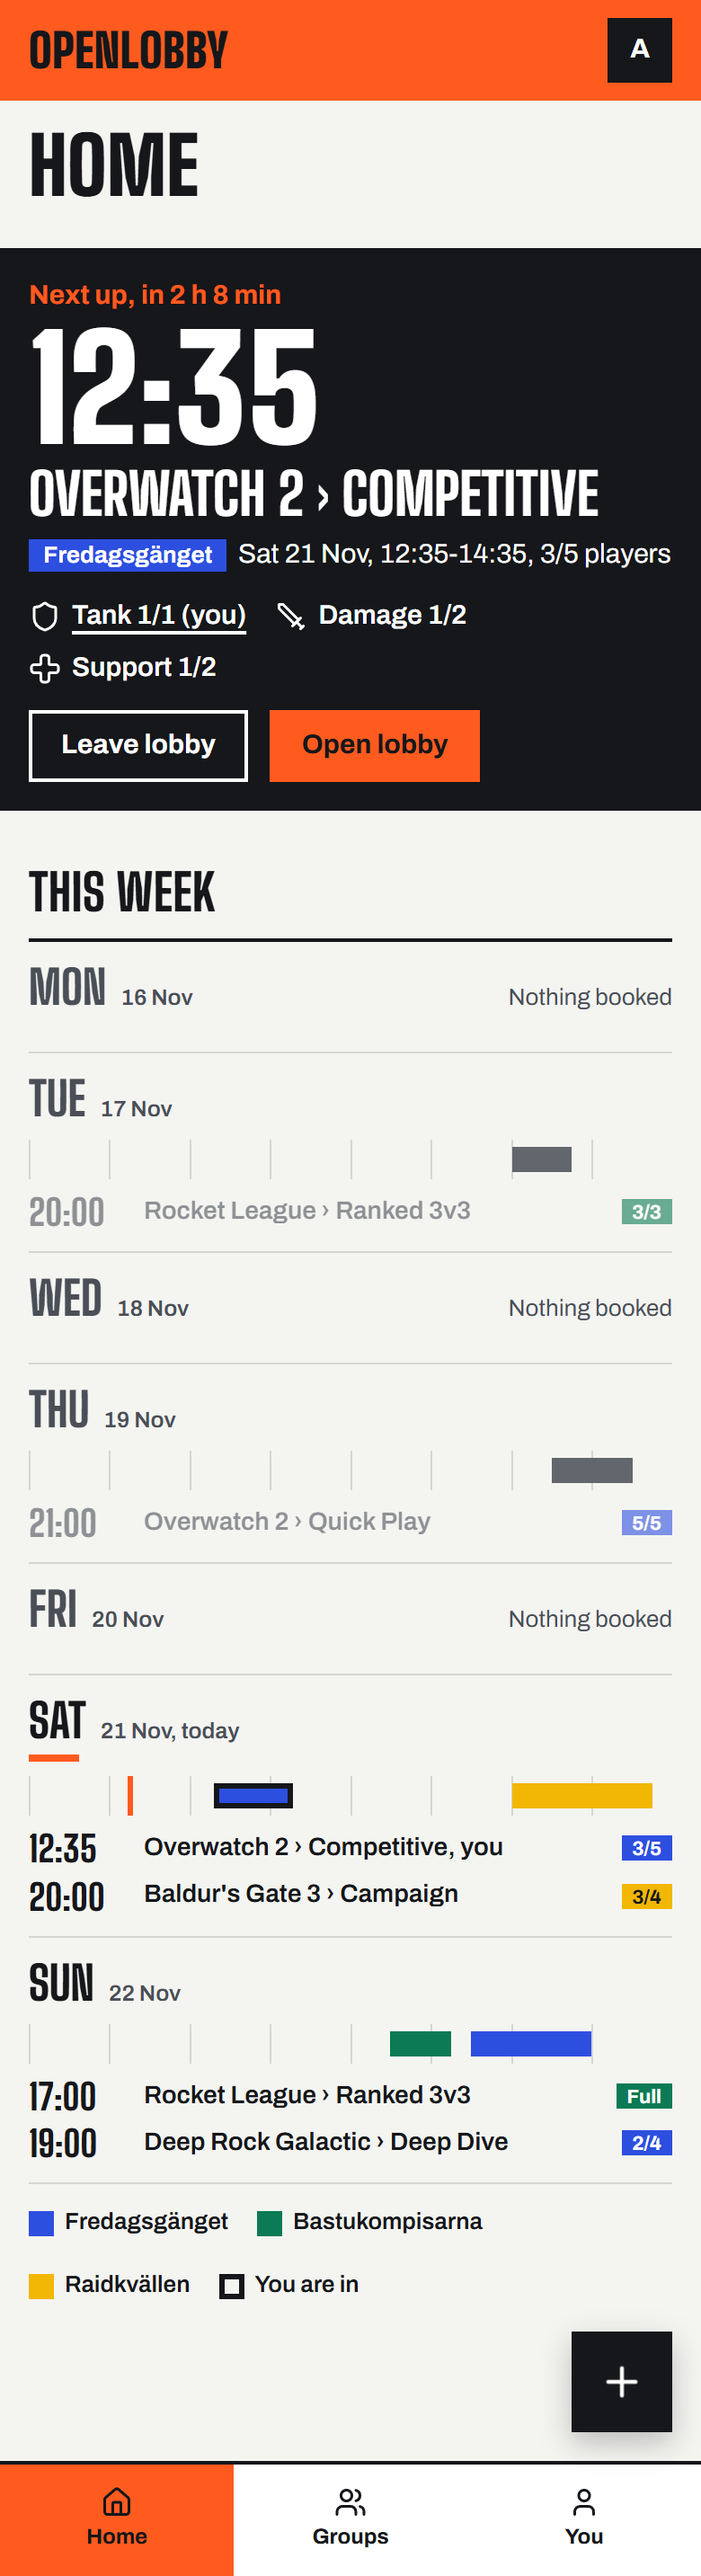 OPENLOBBY
A
HOME
Next up, in 2 h 8 min
12:35
OVERWATCH 2 › COMPETITIVE
Fredagsgänget Sat 21 Nov, 12:35-14:35, 3/5 players
Tank 1/1 (you) Damage 1/2
Support 1/2
Leave lobby Open lobby
THIS WEEK
MON 16 Nov Nothing booked
TUE 17 Nov
20:00 Rocket League › Ranked 3v3 3/3
WED 18 Nov Nothing booked
THU 19 Nov
21:00 Overwatch 2 › Quick Play 5/5
FRI 20 Nov Nothing booked
SAT 21 Nov, today
12:35 Overwatch 2 › Competitive, you 3/5
20:00 Baldur's Gate 3 › Campaign 3/4
SUN 22 Nov
17:00 Rocket League › Ranked 3v3 Full
19:00 Deep Rock Galactic › Deep Dive 2/4
Fredagsgänget Bastukompisarna
Raidkvällen You are in
Home Groups You